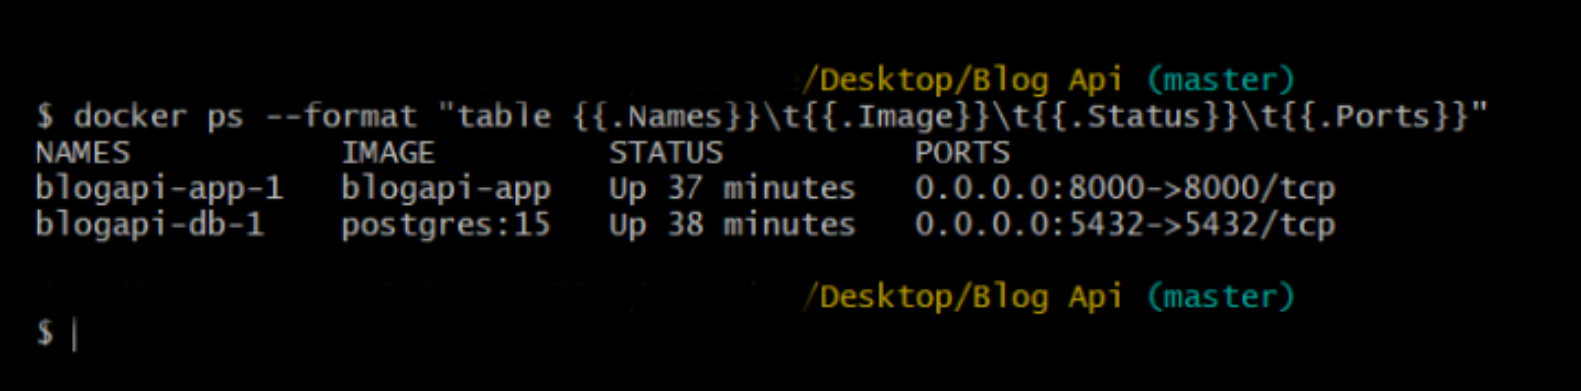 /Desktop/Blog Api (master)
$ docker ps --format "table {{.Names}}\t{{.Image}}\t{{.Status}}\t{{.Ports}}"
NAMES IMAGE STATUS PORTS
blogapi-app-1 blogapi-app Up 37 minutes 0.0.0.0:8000->8000/tcp
blogapi-db-1 postgres:15 Up 38 minutes 0.0.0.0:5432->5432/tcp
/Desktop/Blog Api (master)
$